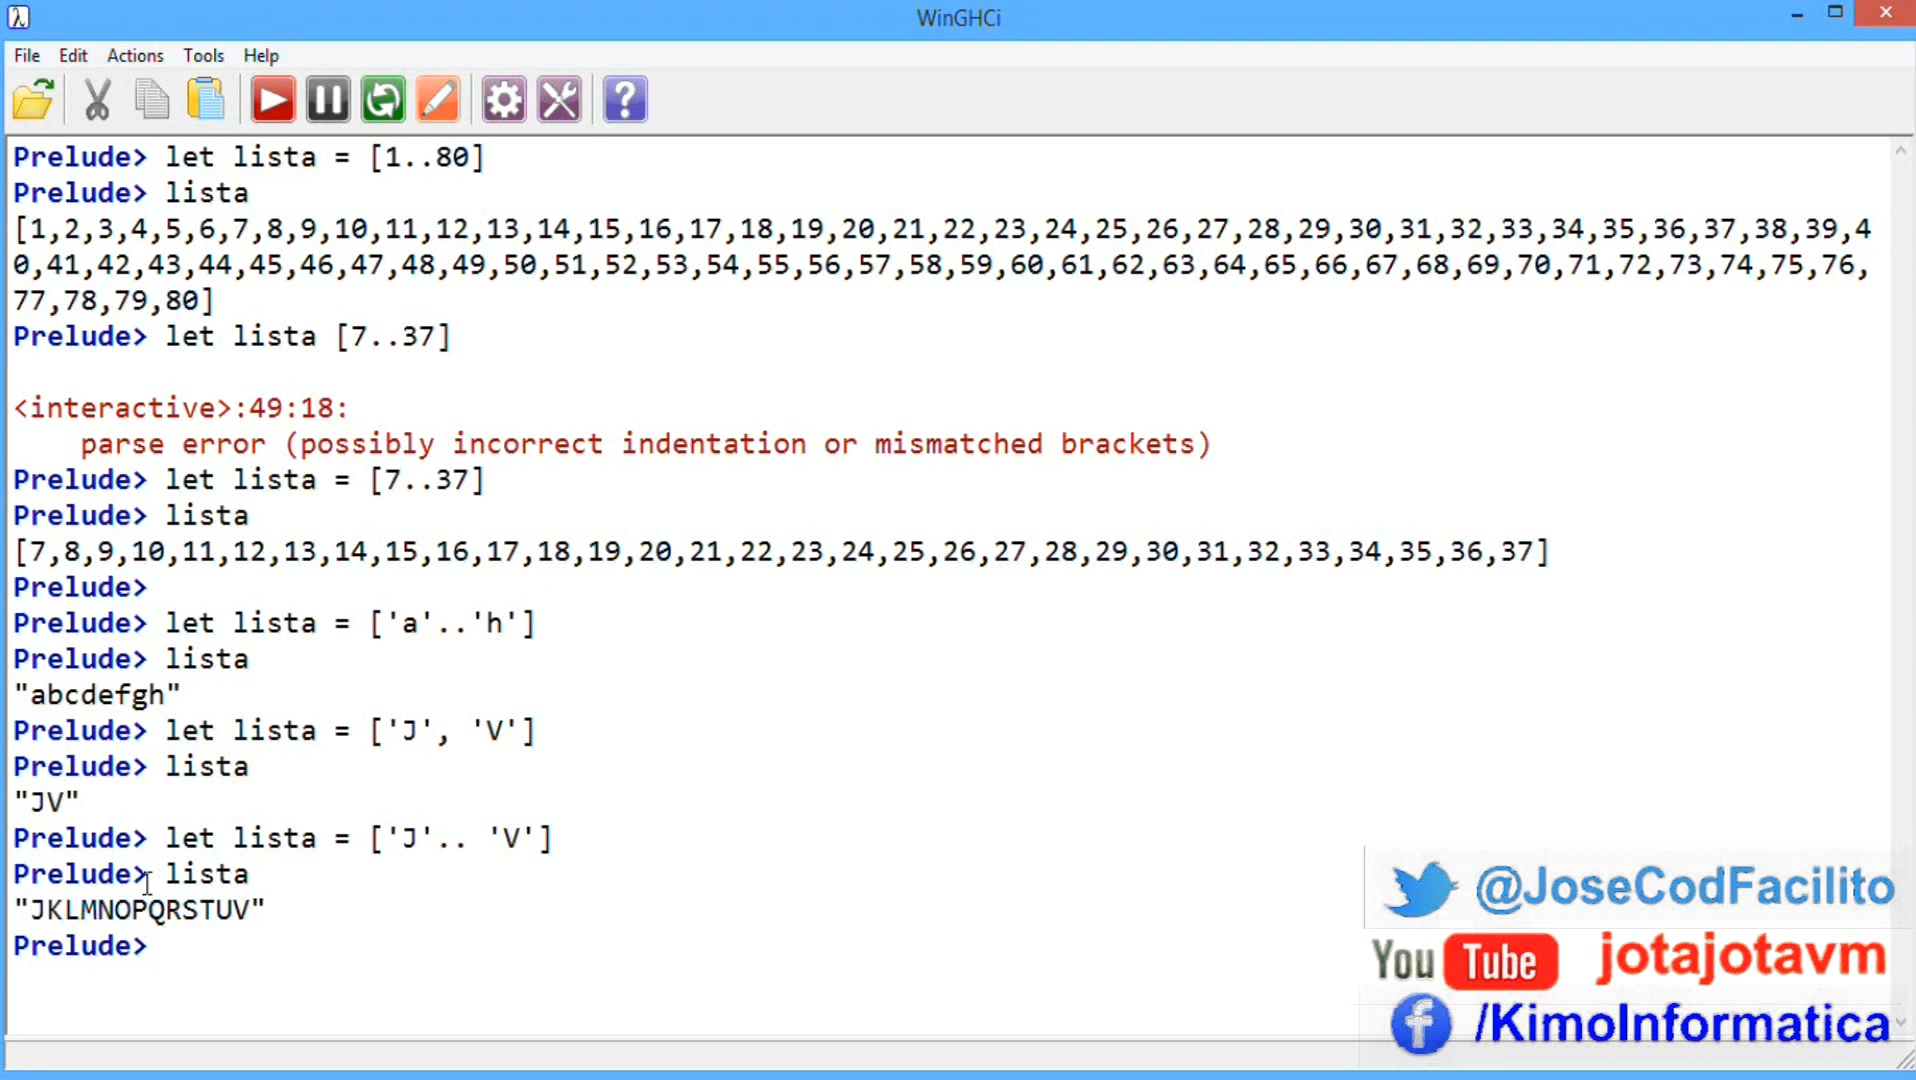 WinGHCi
File Edit Actions Tools Help
Prelude> let lista = [1..80]
Prelude> lista
[1,2,3,4,5,6,7,8,9,10,11,12,13,14,15,16,17,18,19,20,21,22,23,24,25,26,27,28,29,30,31,32,33,34,35,36,37,38,39,4
0,41,42,43,44,45,46,47,48,49,50,51,52,53,54,55,56,57,58,59,60,61,62,63,64,65,66,67,68,69,70,71,72,73,74,75,76,
77,78,79,80]
Prelude> let lista [7..37]
<interactive>:49:18:
    parse error (possibly incorrect indentation or mismatched brackets)
Prelude> let lista = [7..37]
Prelude> lista
[7,8,9,10,11,12,13,14,15,16,17,18,19,20,21,22,23,24,25,26,27,28,29,30,31,32,33,34,35,36,37]
Prelude>
Prelude> let lista = ['a'..'h']
Prelude> lista
"abcdefgh"
Prelude> let lista = ['J', 'V']
Prelude> lista
"JV"
Prelude> let lista = ['J'.. 'V']
Prelude> lista
"JKLMNOPQRSTUV"
Prelude>
@JoseCodFacilito
You Tube jotajotavm
/KimoInformatica